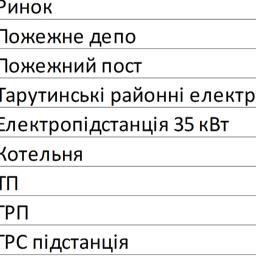 Ринок
Пожежне депо
Пожежний пост
Тарутинські районні електр
Електропідстанція 35 кВт
Котельня
ТП
ГРП
ГРС підстанція